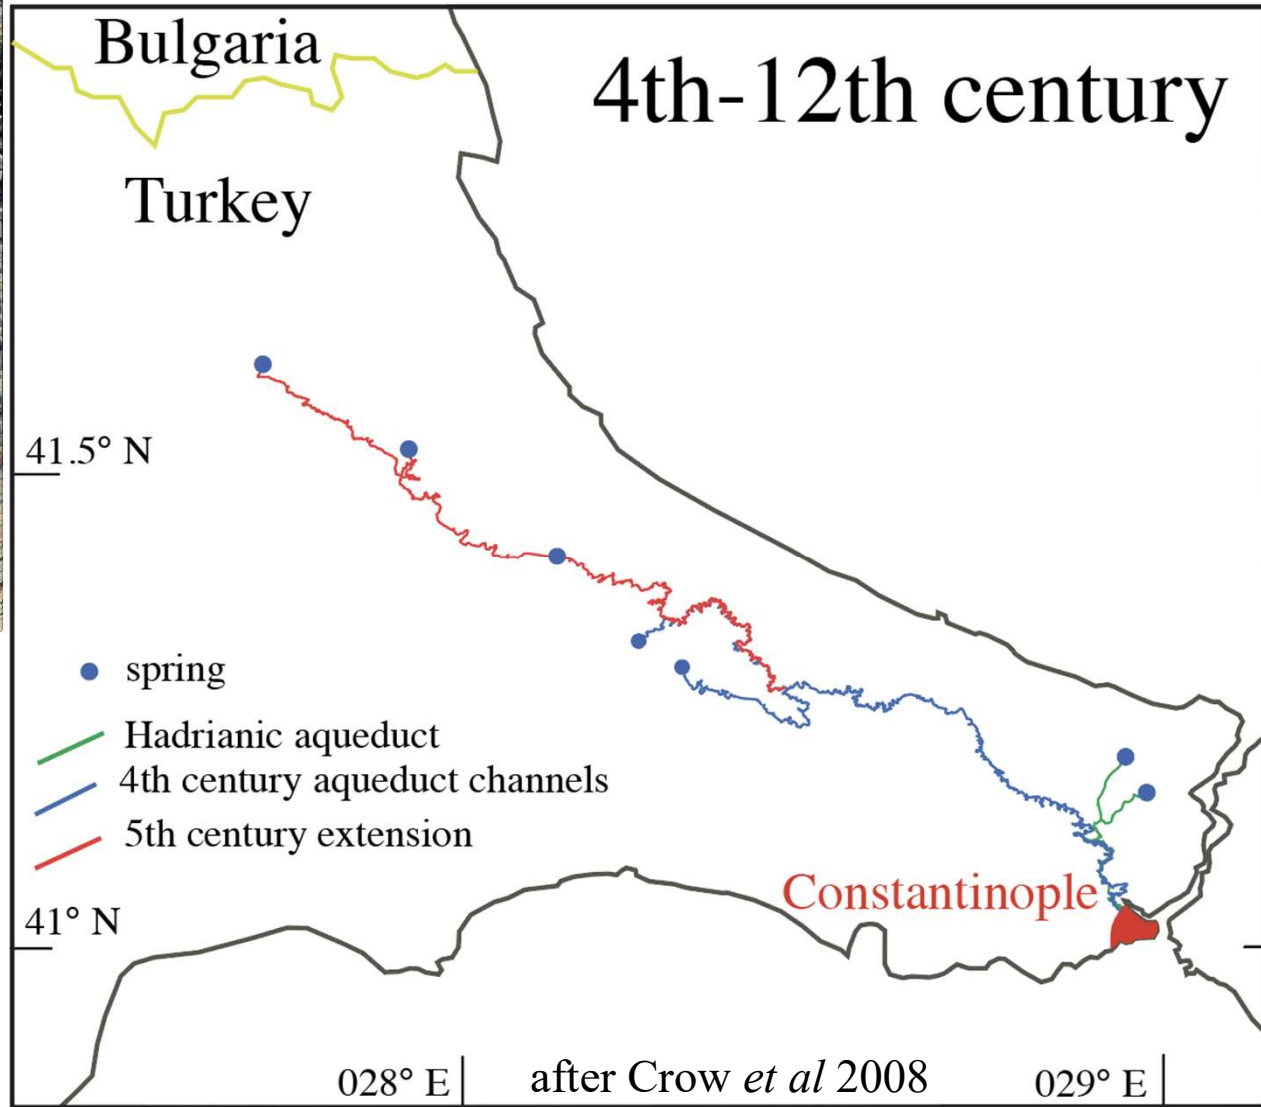 Bulgaria
4th-12th century
Turkey
41.5° N
spring
Hadrianic aqueduct
4th century aqueduct channels
5th century extension
Constantinople
41° N
028° E
after Crow et al 2008
029° E